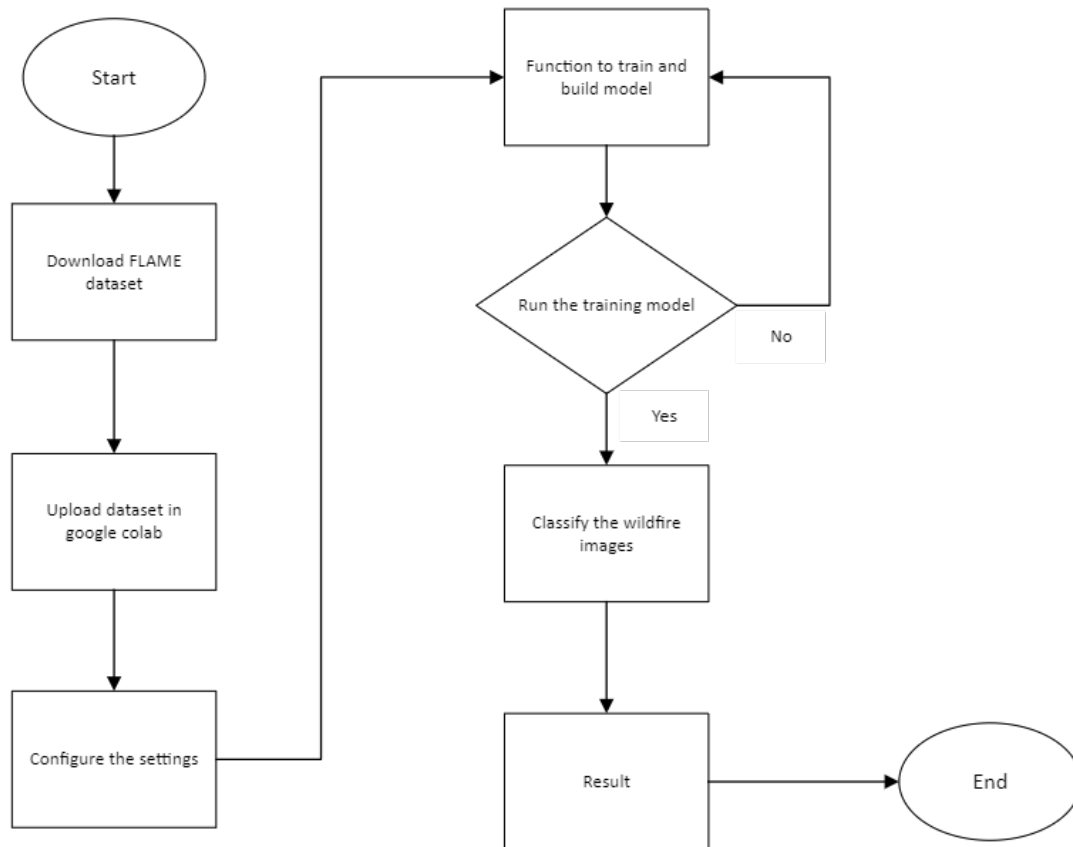 Start
Download FLAME
dataset
Upload dataset in
google colab
Configure the settings
Function to train and
build model
Run the training model
No
Yes
Classify the wildfire
images
Result
End